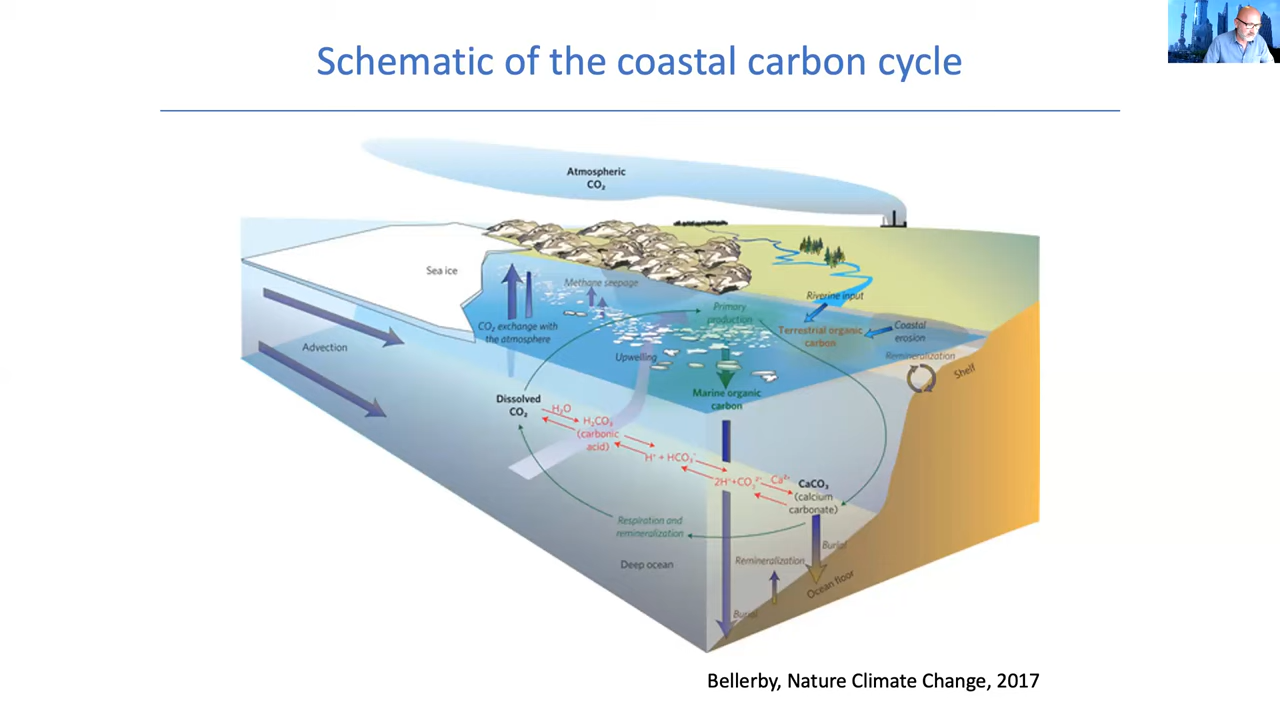 Schematic of the coastal carbon cycle
Atmospheric
CO₂
Sea ice
Methane seepage
Riverine input
Primary
production
CO₂ exchange with
the atmosphere
Terrestrial organic
carbon
Coastal
erosion
Advection
Upwelling
Remineralization
Shelf
Marine organic
carbon
Dissolved
CO₂
H₂O
H₂CO₃
(carbonic
acid)
H⁺ + HCO₃⁻
2H⁺+CO₃²⁻
Ca²⁺
CaCO₃
(calcium
carbonate)
Respiration and
remineralization
Burial
Deep ocean
Remineralization
Ocean floor
Burial
Bellerby, Nature Climate Change, 2017